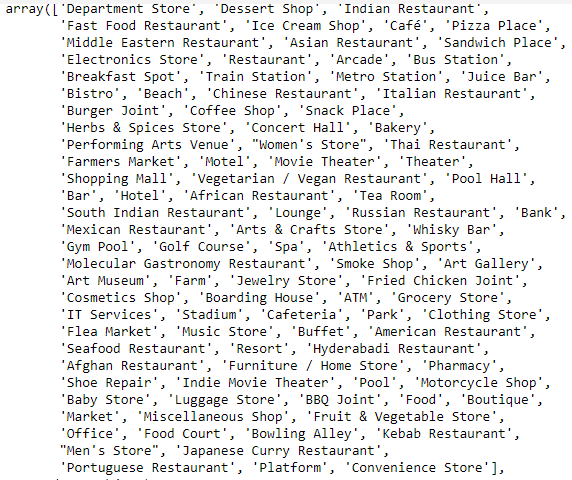 array(['Department Store', 'Dessert Shop', 'Indian Restaurant',
'Fast Food Restaurant', 'Ice Cream Shop', 'Café', 'Pizza Place',
'Middle Eastern Restaurant', 'Asian Restaurant', 'Sandwich Place',
'Electronics Store', 'Restaurant', 'Arcade', 'Bus Station',
'Breakfast Spot', 'Train Station', 'Metro Station', 'Juice Bar',
'Bistro', 'Beach', 'Chinese Restaurant', 'Italian Restaurant',
'Burger Joint', 'Coffee Shop', 'Snack Place',
'Herbs & Spices Store', 'Concert Hall', 'Bakery',
'Performing Arts Venue', "Women's Store", 'Thai Restaurant',
'Farmers Market', 'Motel', 'Movie Theater', 'Theater',
'Shopping Mall', 'Vegetarian / Vegan Restaurant', 'Pool Hall',
'Bar', 'Hotel', 'African Restaurant', 'Tea Room',
'South Indian Restaurant', 'Lounge', 'Russian Restaurant', 'Bank',
'Mexican Restaurant', 'Arts & Crafts Store', 'Whisky Bar',
'Gym Pool', 'Golf Course', 'Spa', 'Athletics & Sports',
'Molecular Gastronomy Restaurant', 'Smoke Shop', 'Art Gallery',
'Art Museum', 'Farm', 'Jewelry Store', 'Fried Chicken Joint',
'Cosmetics Shop', 'Boarding House', 'ATM', 'Grocery Store',
'IT Services', 'Stadium', 'Cafeteria', 'Park', 'Clothing Store',
'Flea Market', 'Music Store', 'Buffet', 'American Restaurant',
'Seafood Restaurant', 'Resort', 'Hyderabadi Restaurant',
'Afghan Restaurant', 'Furniture / Home Store', 'Pharmacy',
'Shoe Repair', 'Indie Movie Theater', 'Pool', 'Motorcycle Shop',
'Baby Store', 'Luggage Store', 'BBQ Joint', 'Food', 'Boutique',
'Market', 'Miscellaneous Shop', 'Fruit & Vegetable Store',
'Office', 'Food Court', 'Bowling Alley', 'Kebab Restaurant',
"Men's Store", 'Japanese Curry Restaurant',
'Portuguese Restaurant', 'Platform', 'Convenience Store'],